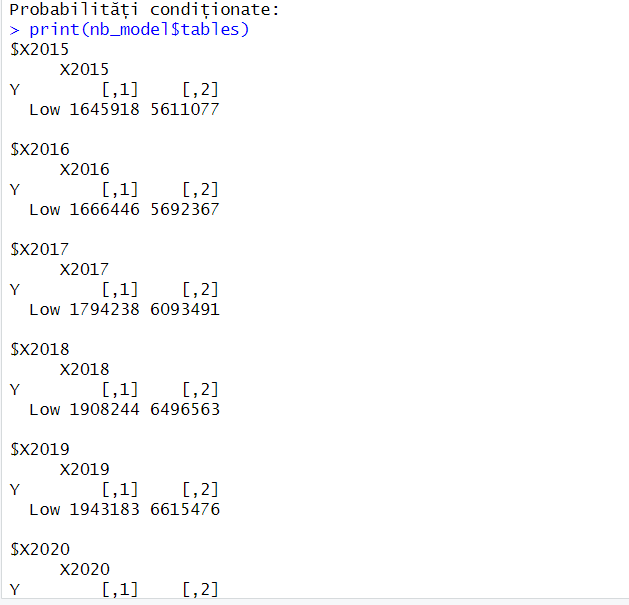 Probabilități condiționate:
> print(nb_model$tables)
$X2015
     X2015
Y        [,1]    [,2]
  Low 1645918 5611077

$X2016
     X2016
Y        [,1]    [,2]
  Low 1666446 5692367

$X2017
     X2017
Y        [,1]    [,2]
  Low 1794238 6093491

$X2018
     X2018
Y        [,1]    [,2]
  Low 1908244 6496563

$X2019
     X2019
Y        [,1]    [,2]
  Low 1943183 6615476

$X2020
     X2020
Y        [,1]    [,2]